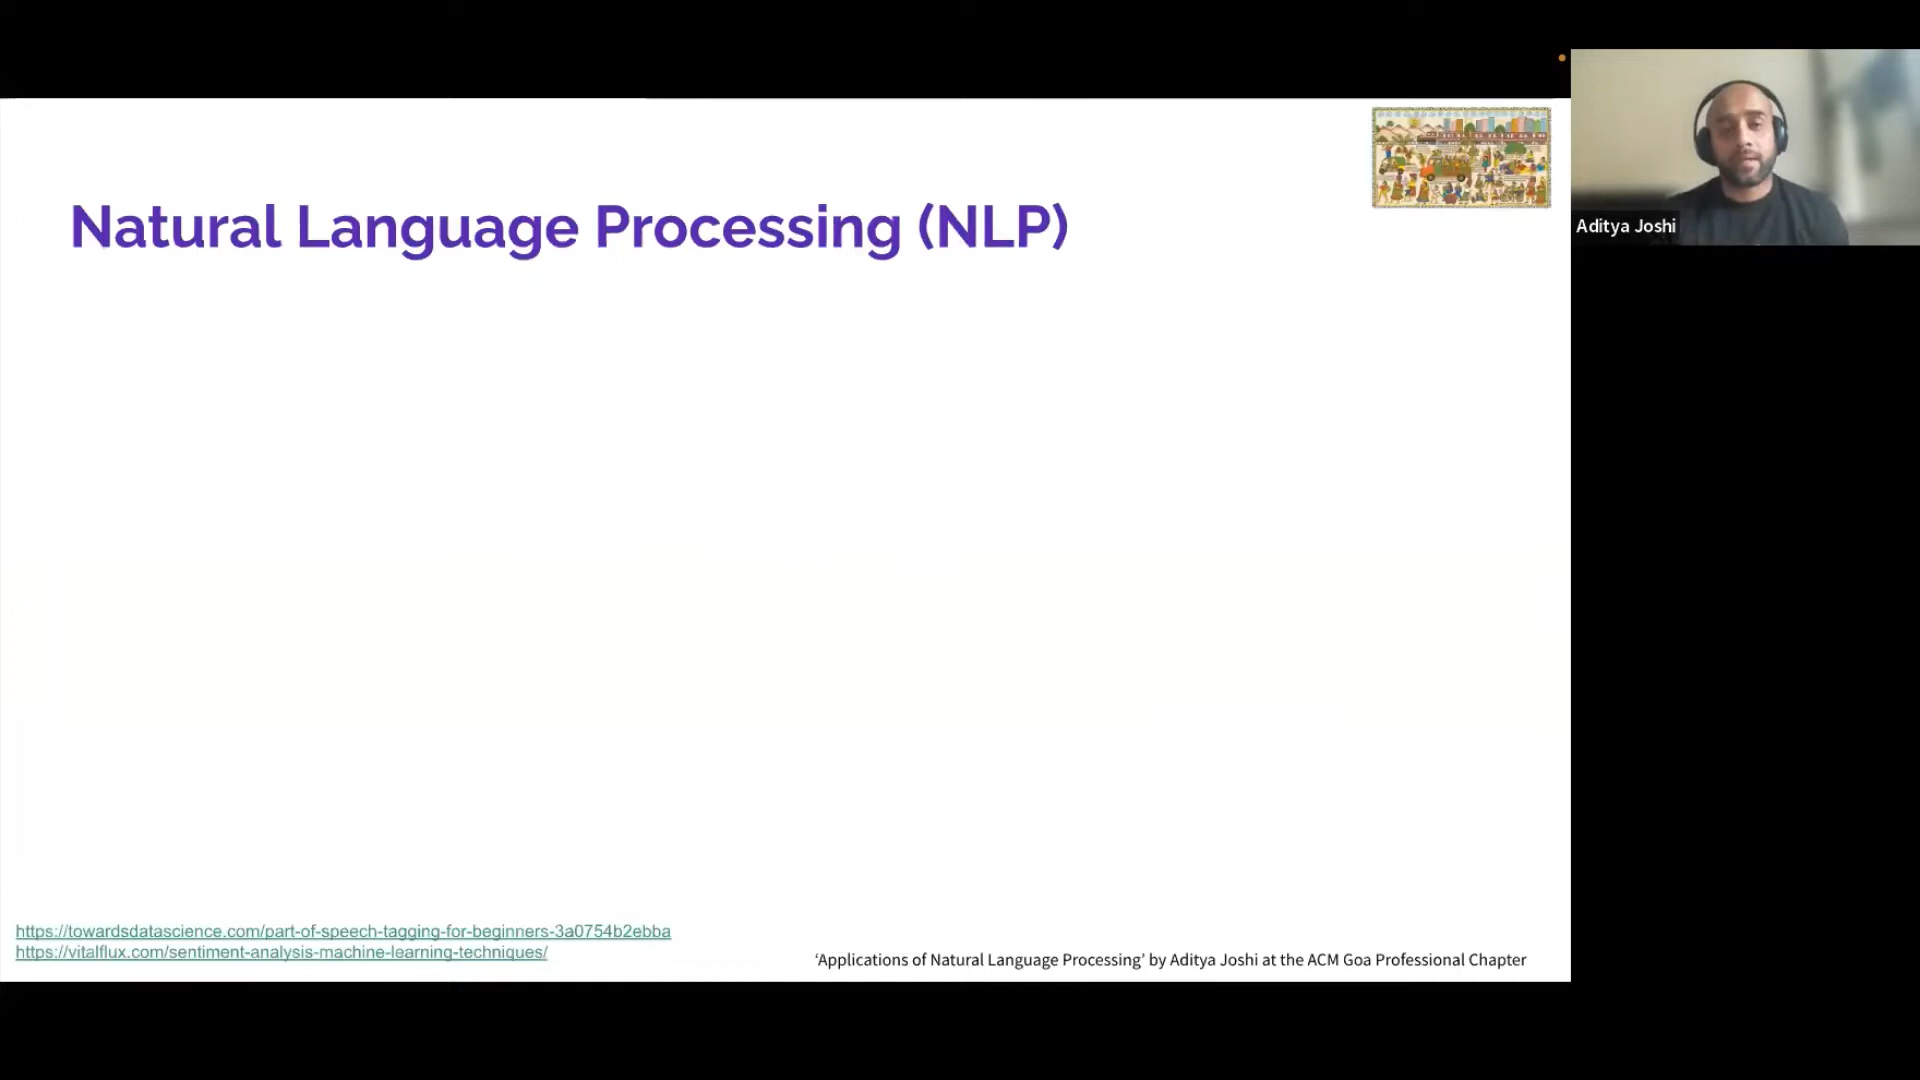 Natural Language Processing (NLP)
Aditya Joshi
https://towardsdatascience.com/part-of-speech-tagging-for-beginners-3a0754b2ebba
https://vitalflux.com/sentiment-analysis-machine-learning-techniques/
‘Applications of Natural Language Processing’ by Aditya Joshi at the ACM Goa Professional Chapter